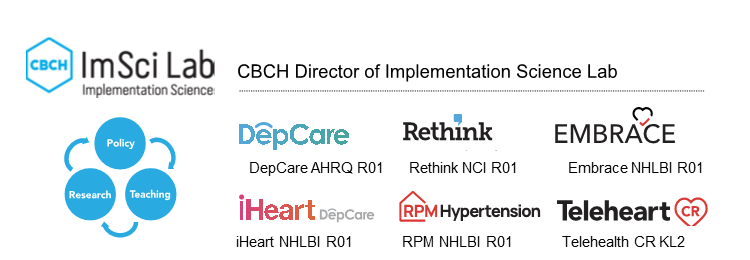 CBCH
ImSci Lab
Implementation Science
CBCH Director of Implementation Science Lab
Policy
Research
Teaching
DepCare
Rethink
EMBRACE
DepCare AHRQ R01
Rethink NCI R01
Embrace NHLBI R01
iHeart DepCare
RPM Hypertension
Teleheart CR
iHeart NHLBI R01
RPM NHLBI R01
Telehealth CR KL2